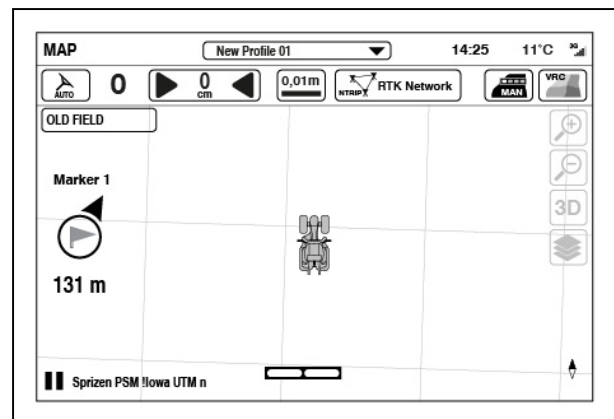 MAP New Profile 01 14:25 11°C 3G
AUTO 0 0 cm 0,01m NTRIP RTK Network MAN VRC
OLD FIELD
Marker 1
3D
131 m
Sprizen PSM !Iowa UTM n